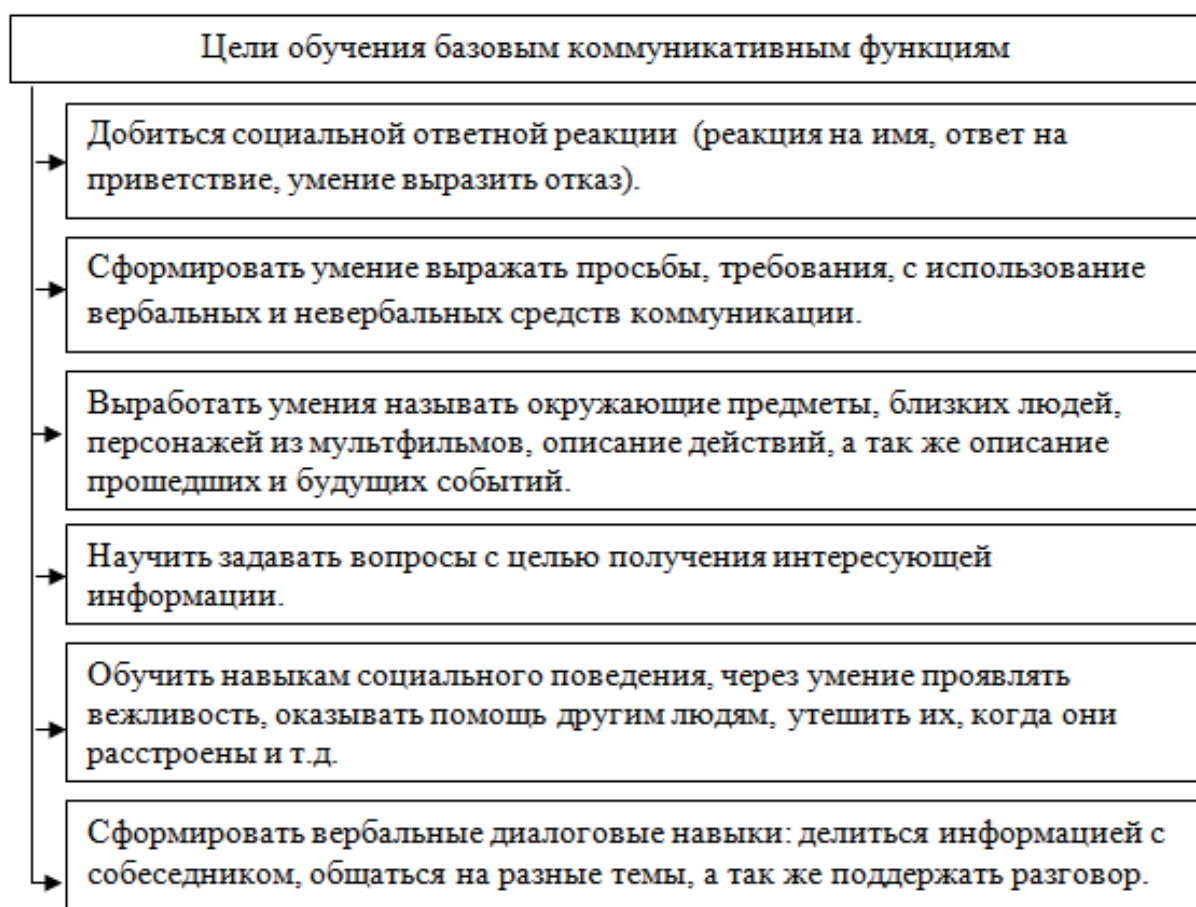 Цели обучения базовым коммуникативным функциям
Добиться социальной ответной реакции (реакция на имя, ответ на
приветствие, умение выразить отказ).
Сформировать умение выражать просьбы, требования, с использование
вербальных и невербальных средств коммуникации.
Выработать умения называть окружающие предметы, близких людей,
персонажей из мультфильмов, описание действий, а так же описание
прошедших и будущих событий.
Научить задавать вопросы с целью получения интересующей
информации.
Обучить навыкам социального поведения, через умение проявлять
вежливость, оказывать помощь другим людям, утешить их, когда они
расстроены и т.д.
Сформировать вербальные диалоговые навыки: делиться информацией с
собеседником, общаться на разные темы, а так же поддержать разговор.